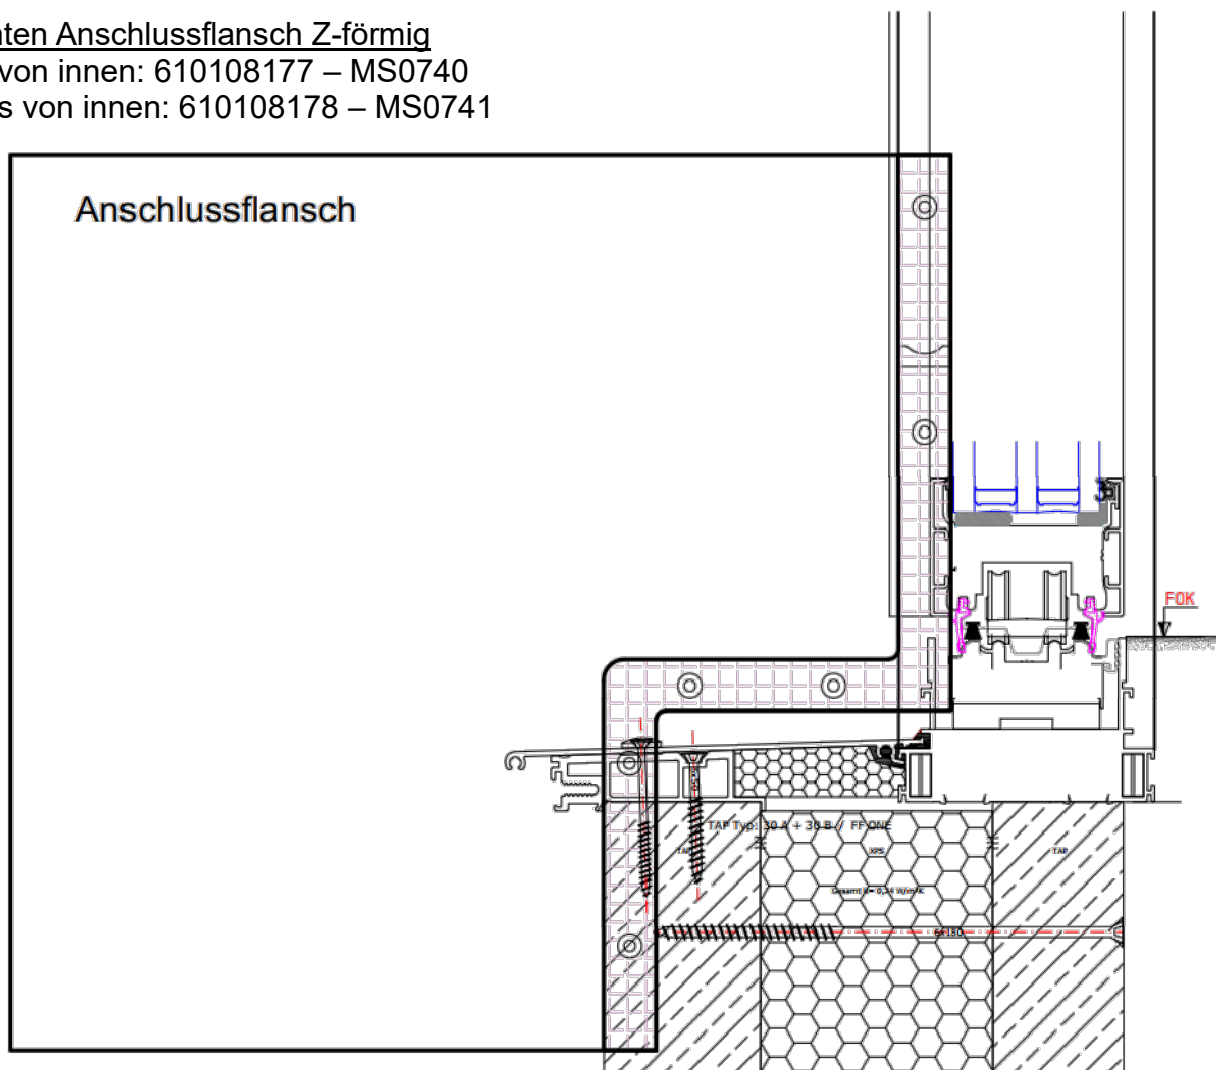 nten Anschlussflansch Z-förmig
von innen: 610108177 – MS0740
s von innen: 610108178 – MS0741
Anschlussflansch
FOK
TAP Typ: 30 A + 30 B // FF ONE
TAP XPS TAP
6x180